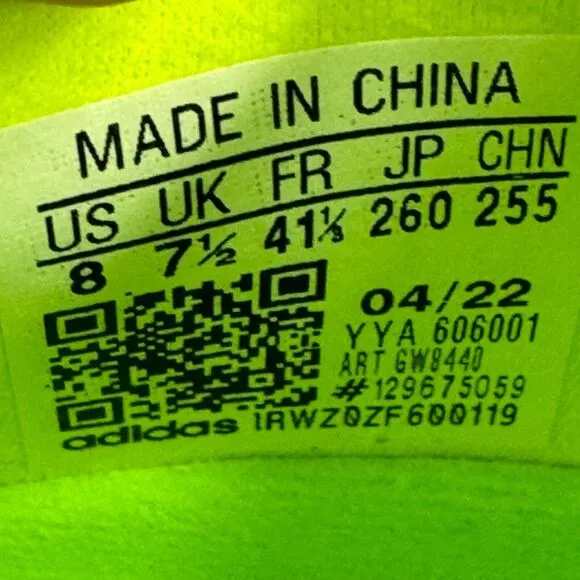 MADE IN CHINA
US UK FR JP CHN
8 7½ 41⅓ 260 255
04/22
YYA 606001
ART GW8440
#129675059
adidas 1RWZ0ZF600119